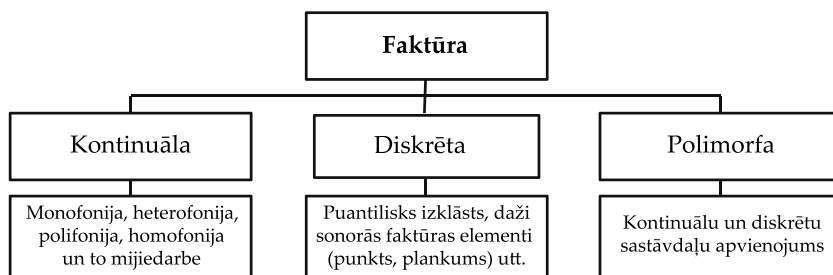 Faktūra
Kontinuāla
Diskrēta
Polimorfa
Monofonija, heterofonija,
polifonija, homofonija
un to mijiedarbe
Puantilisks izklāsts, daži
sonorās faktūras elementi
(punkts, plankums) utt.
Kontinuālu un diskrētu
sastāvdaļu apvienojums